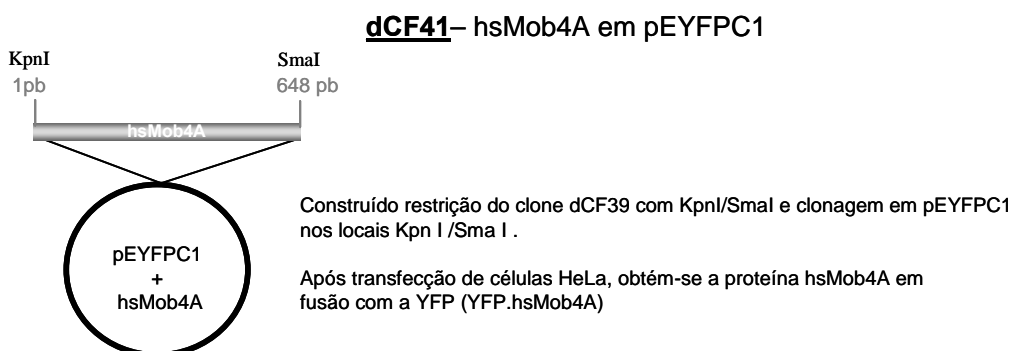 dCF41– hsMob4A em pEYFPC1
KpnI
SmaI
1pb
648 pb
hsMob4A
Construído restrição do clone dCF39 com KpnI/SmaI e clonagem em pEYFPC1
nos locais Kpn I /Sma I .
pEYFPC1
+
hsMob4A
Após transfecção de células HeLa, obtém-se a proteína hsMob4A em
fusão com a YFP (YFP.hsMob4A)